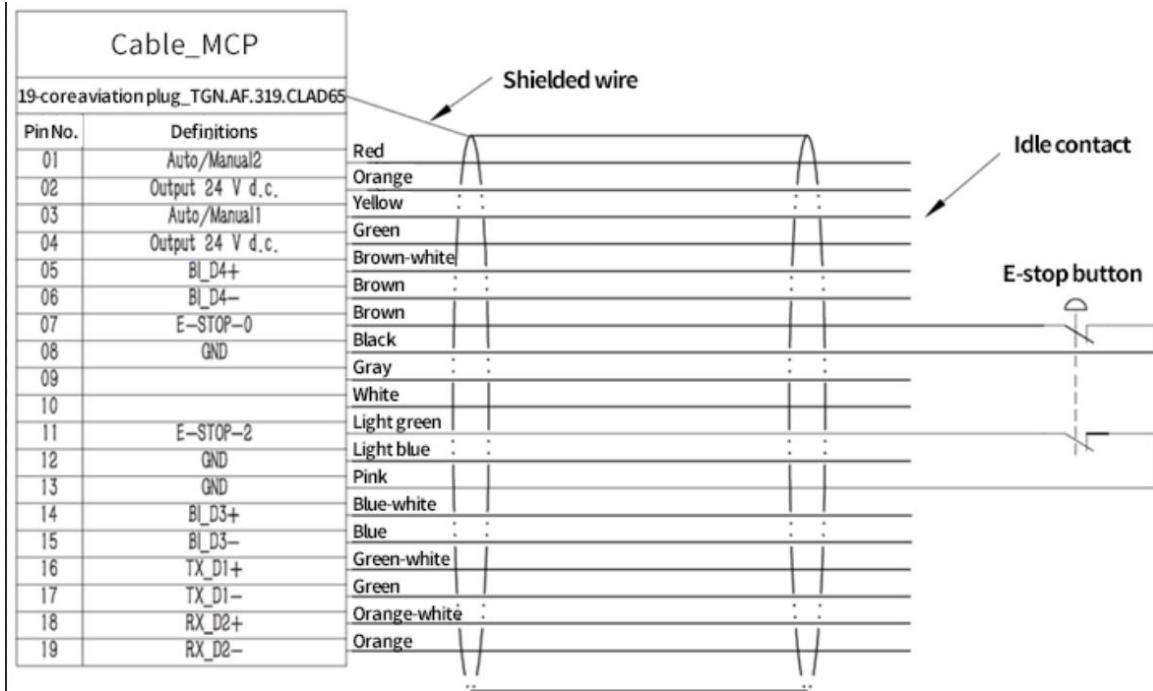 Cable_MCP
19-core aviation plug_TGN.AF.319.CLAD65
Shielded wire
Idle contact
E-stop button
Pin No. Definitions
01 Auto/Manual2 Red
02 Output 24 V d.c. Orange
03 Auto/Manual1 Yellow
04 Output 24 V d.c. Green
05 BI_D4+ Brown-white
06 BI_D4- Brown
07 E-STOP-0 Brown
08 GND Black
09 Gray
10 White
11 E-STOP-2 Light green
12 GND Light blue
13 GND Pink
14 BI_D3+ Blue-white
15 BI_D3- Blue
16 TX_D1+ Green-white
17 TX_D1- Green
18 RX_D2+ Orange-white
19 RX_D2- Orange